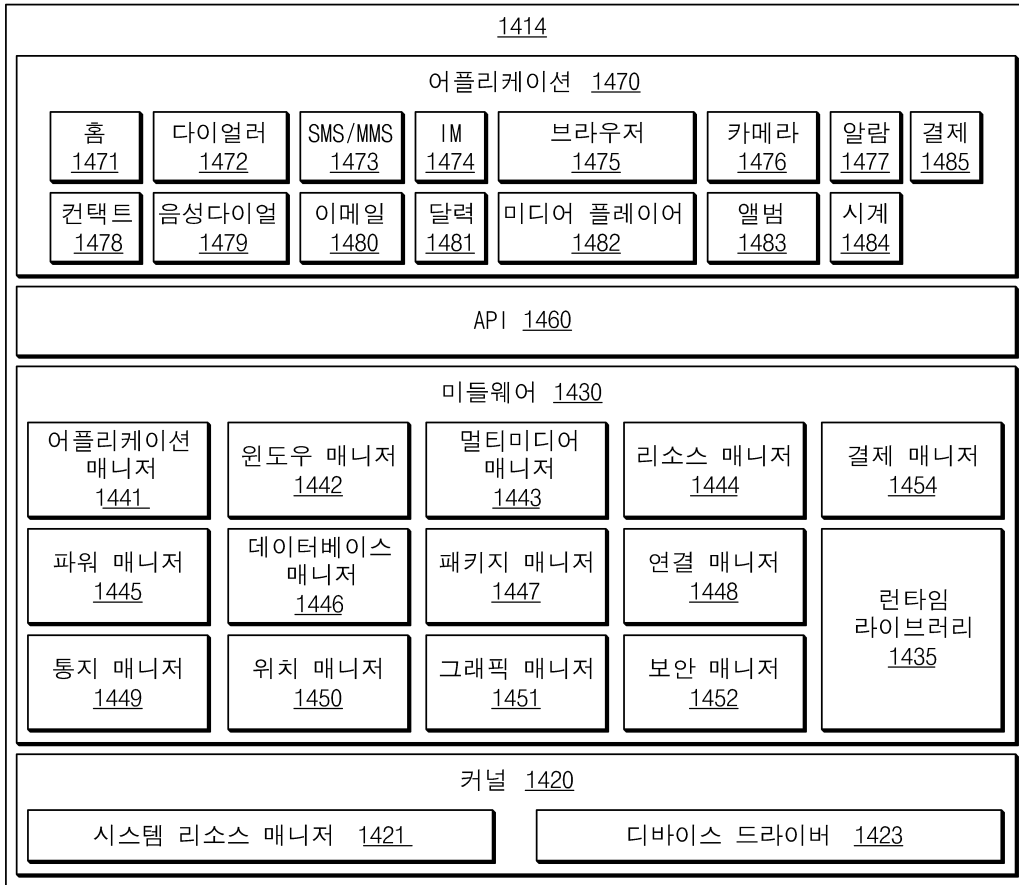 1414
어플리케이션 1470
홈 다이얼러 SMS/MMS IM 브라우저 카메라 알람 결제
1471 1472 1473 1474 1475 1476 1477 1485
컨택트 음성다이얼 이메일 달력 미디어 플레이어 앨범 시계
1478 1479 1480 1481 1482 1483 1484
API 1460
미들웨어 1430
어플리케이션
매니저
1441
윈도우 매니저
1442
멀티미디어
매니저
1443
리소스 매니저
1444
결제 매니저
1454
파워 매니저
1445
데이터베이스
매니저
1446
패키지 매니저
1447
연결 매니저
1448
런타임
라이브러리
1435
통지 매니저
1449
위치 매니저
1450
그래픽 매니저
1451
보안 매니저
1452
커널 1420
시스템 리소스 매니저 1421
디바이스 드라이버 1423